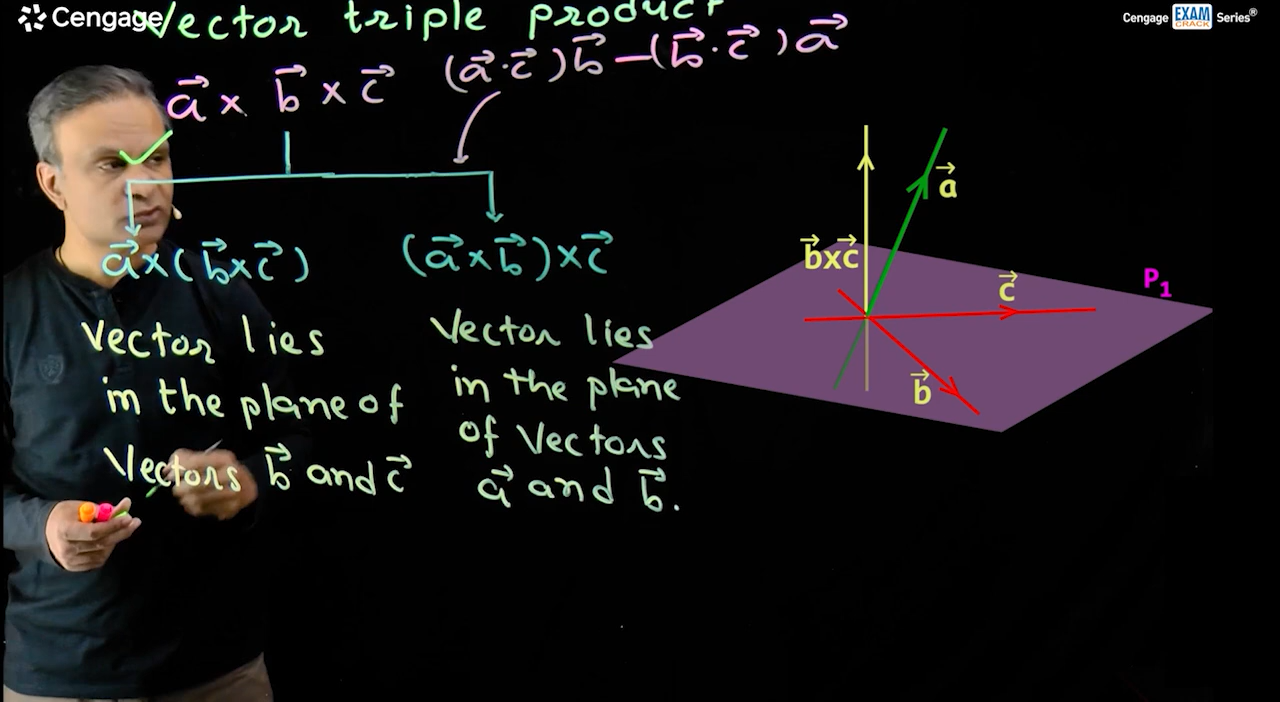 Cengage
Vector triple product
Cengage EXAM CRACK Series®
a⃗ × b⃗ × c⃗
(a⃗·c⃗)b⃗ —(b⃗·c⃗)a⃗
a⃗×(b⃗×c⃗)
(a⃗×b⃗)×c⃗
Vector lies
in the plane of
Vectors b⃗ and c⃗
Vector lies
in the plane
of Vectors
a⃗ and b⃗.
a⃗
b⃗xc⃗
c⃗
P₁
b⃗